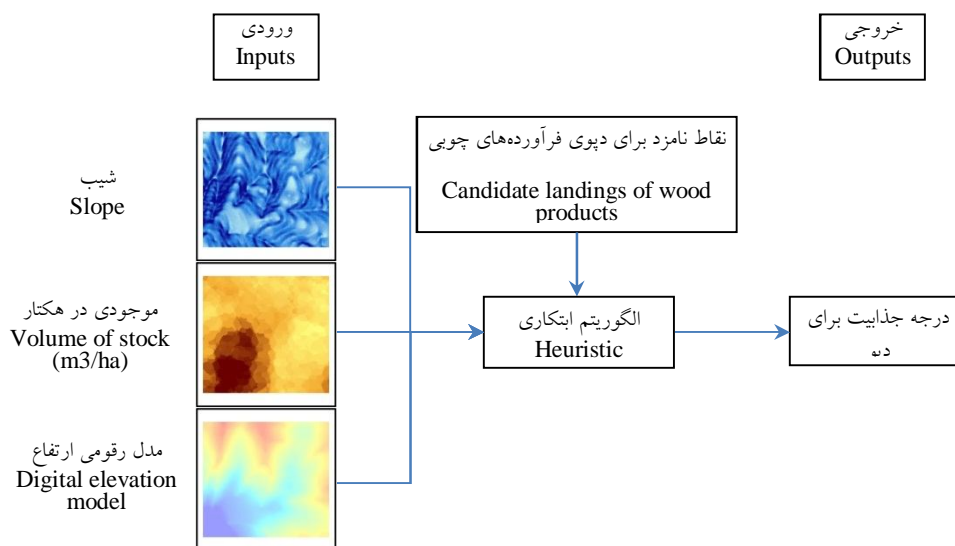 ورودی
Inputs
خروجی
Outputs
شیب
Slope
نقاط نامزد برای دپوی فرآورده‌های چوبی
Candidate landings of wood
products
موجودی در هکتار
Volume of stock
(m3/ha)
الگوریتم ابتکاری
Heuristic
درجه جذابیت برای
مدل رقومی ارتفاع
Digital elevation
model